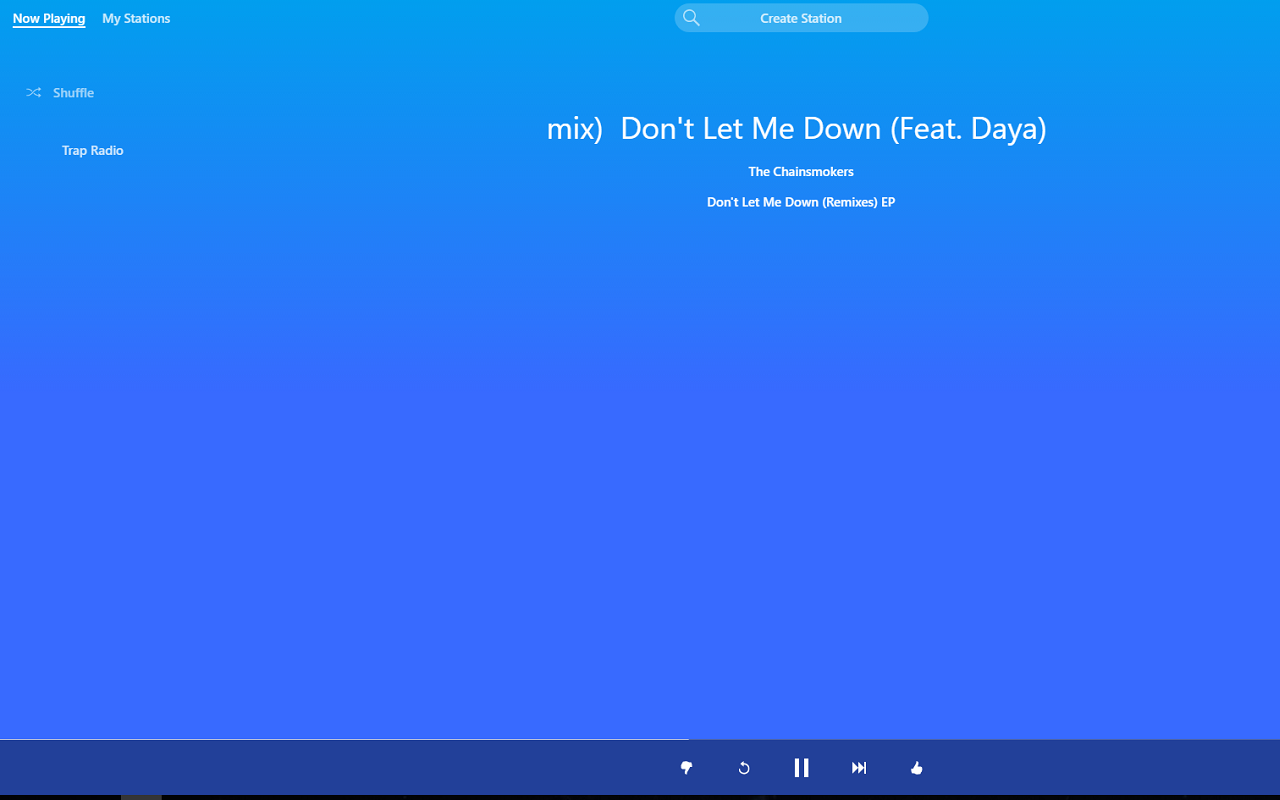 Now Playing My Stations Create Station
Shuffle
mix) Don't Let Me Down (Feat. Daya)
Trap Radio
The Chainsmokers
Don't Let Me Down (Remixes) EP